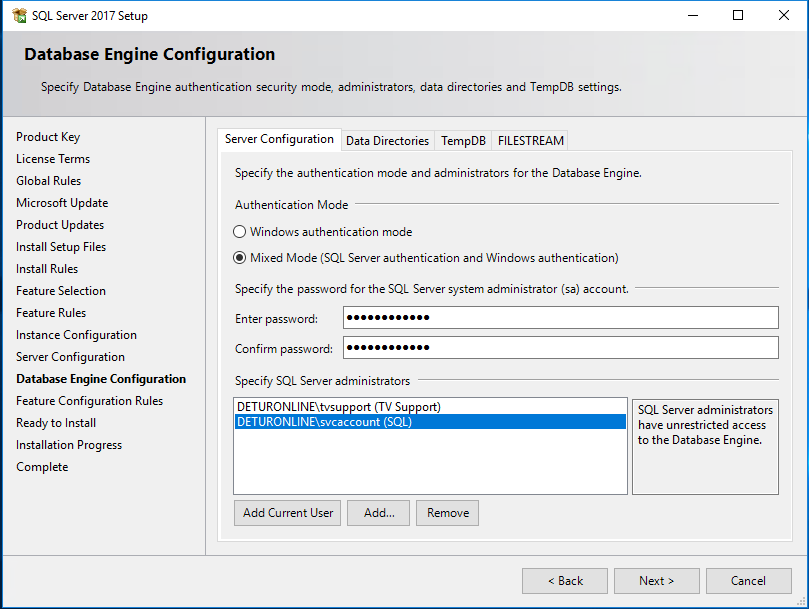 SQL Server 2017 Setup
Database Engine Configuration
Specify Database Engine authentication security mode, administrators, data directories and TempDB settings.
Product Key
License Terms
Global Rules
Microsoft Update
Product Updates
Install Setup Files
Install Rules
Feature Selection
Feature Rules
Instance Configuration
Server Configuration
Database Engine Configuration
Feature Configuration Rules
Ready to Install
Installation Progress
Complete
Server Configuration Data Directories TempDB FILESTREAM
Specify the authentication mode and administrators for the Database Engine.
Authentication Mode
Windows authentication mode
Mixed Mode (SQL Server authentication and Windows authentication)
Specify the password for the SQL Server system administrator (sa) account.
Enter password: ●●●●●●●●●●●●
Confirm password: ●●●●●●●●●●●●
Specify SQL Server administrators
DETURONLINE\tvsupport (TV Support)
DETURONLINE\svcaccount (SQL)
SQL Server administrators
have unrestricted access
to the Database Engine.
Add Current User Add... Remove
< Back Next > Cancel